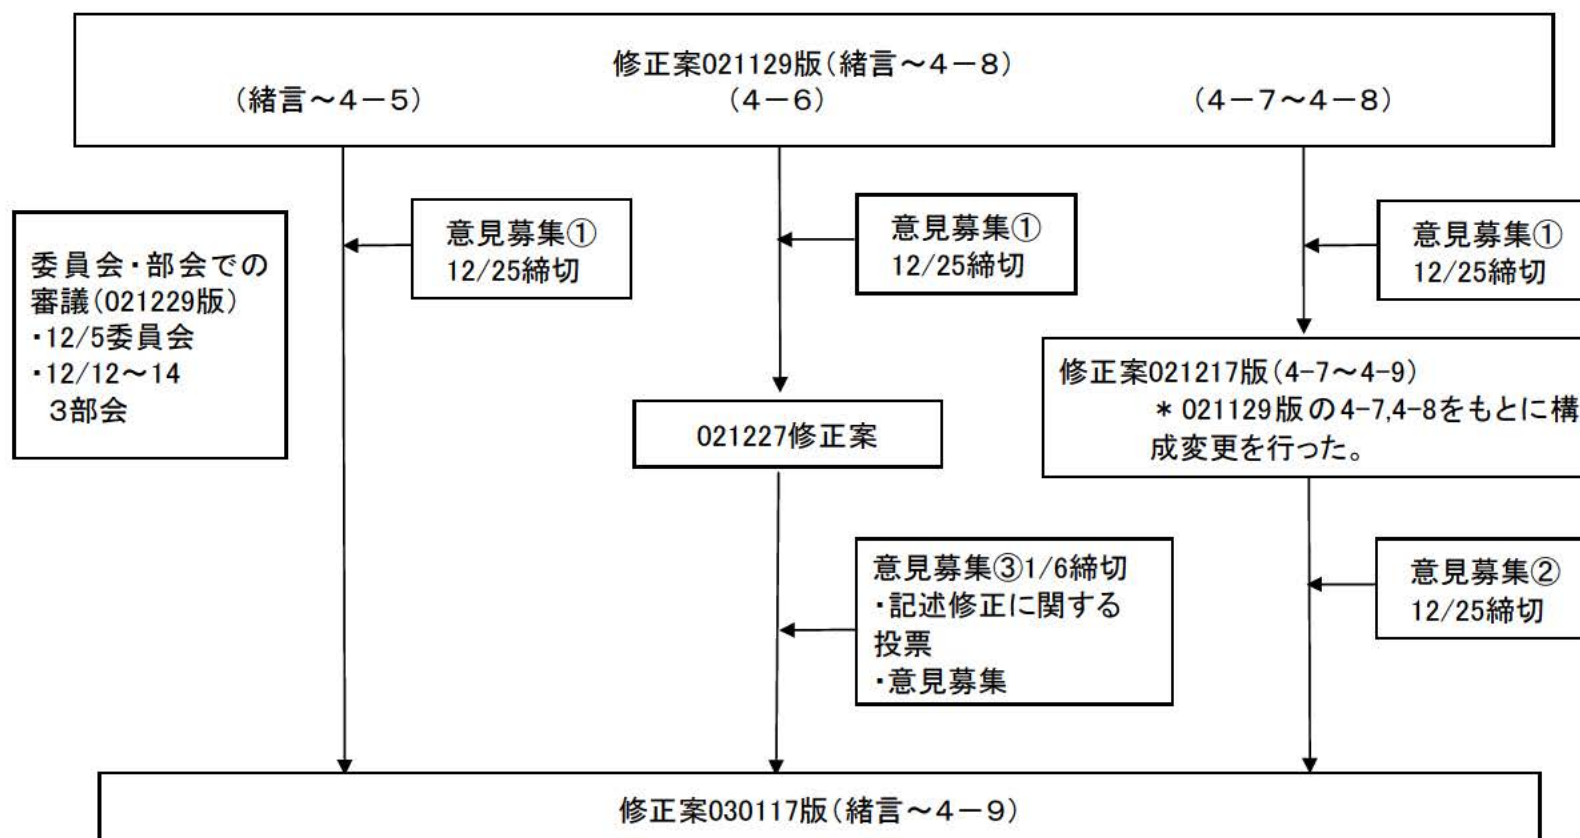 修正案021129版(緒言～4－8)
(緒言～4－5)
(4－6)
(4－7～4－8)
委員会・部会での
審議(021229版)
・12/5委員会
・12/12～14
3部会
意見募集①
12/25締切
意見募集①
12/25締切
意見募集①
12/25締切
021227修正案
修正案021217版(4-7～4-9)
＊021129版の4-7,4-8をもとに構
成変更を行った。
意見募集③1/6締切
・記述修正に関する
投票
・意見募集
意見募集②
12/25締切
修正案030117版(緒言～4－9)